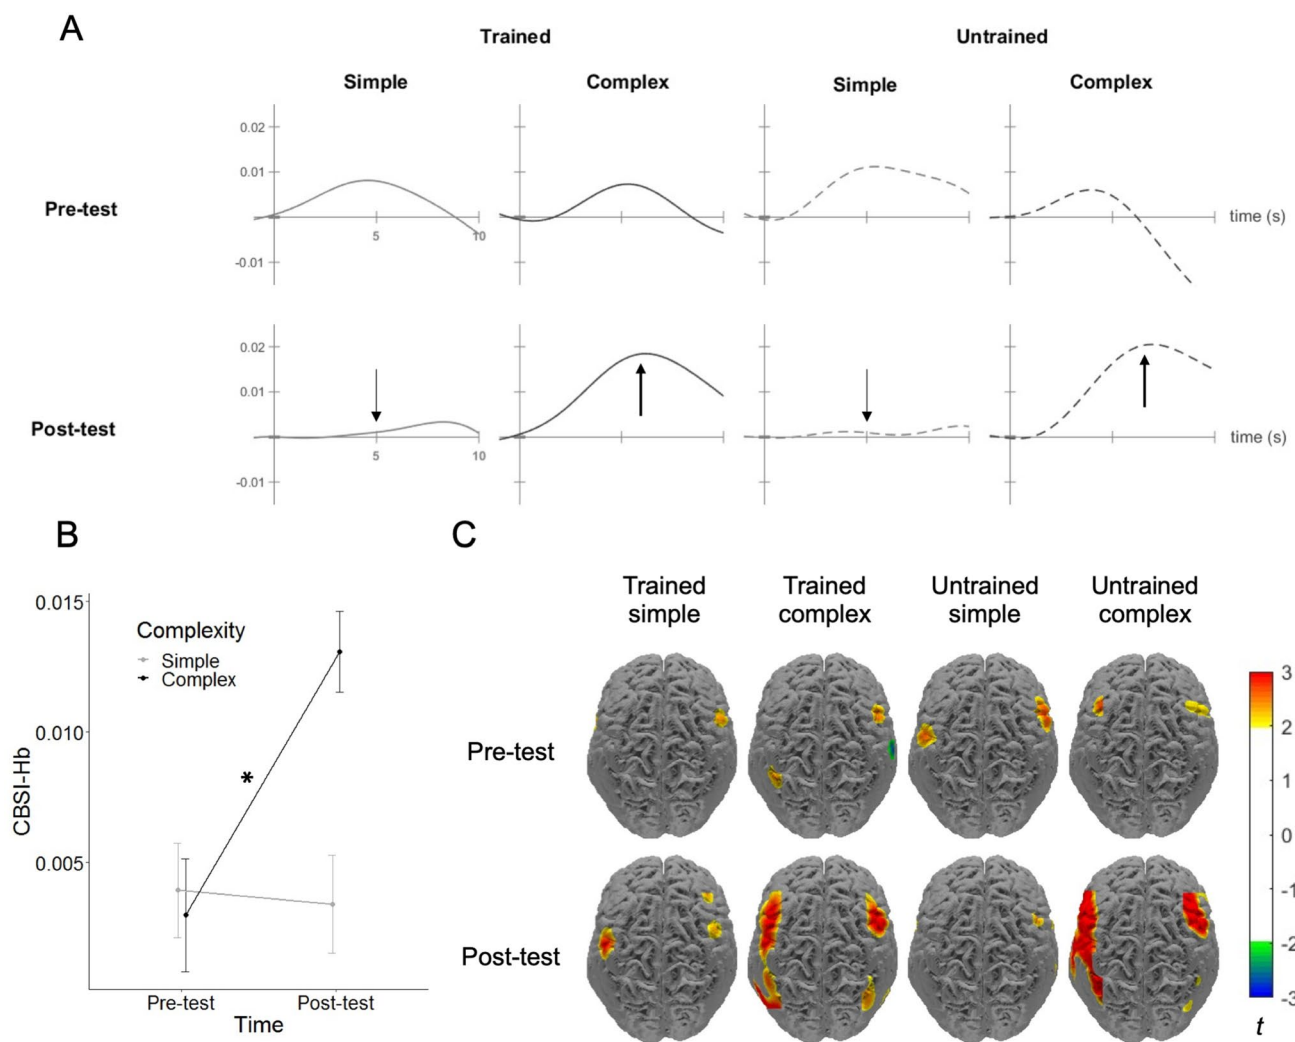 A
Trained
Untrained
Simple
Complex
Simple
Complex
Pre-test
0.02
0.01
-0.01
5
10
time (s)
Post-test
0.02
0.01
-0.01
5
10
time (s)
B
CBSI-Hb
0.015
0.010
0.005
Complexity
Simple
Complex
*
Pre-test
Post-test
Time
C
Trained
simple
Trained
complex
Untrained
simple
Untrained
complex
Pre-test
Post-test
3
2
1
0
-1
-2
-3
t